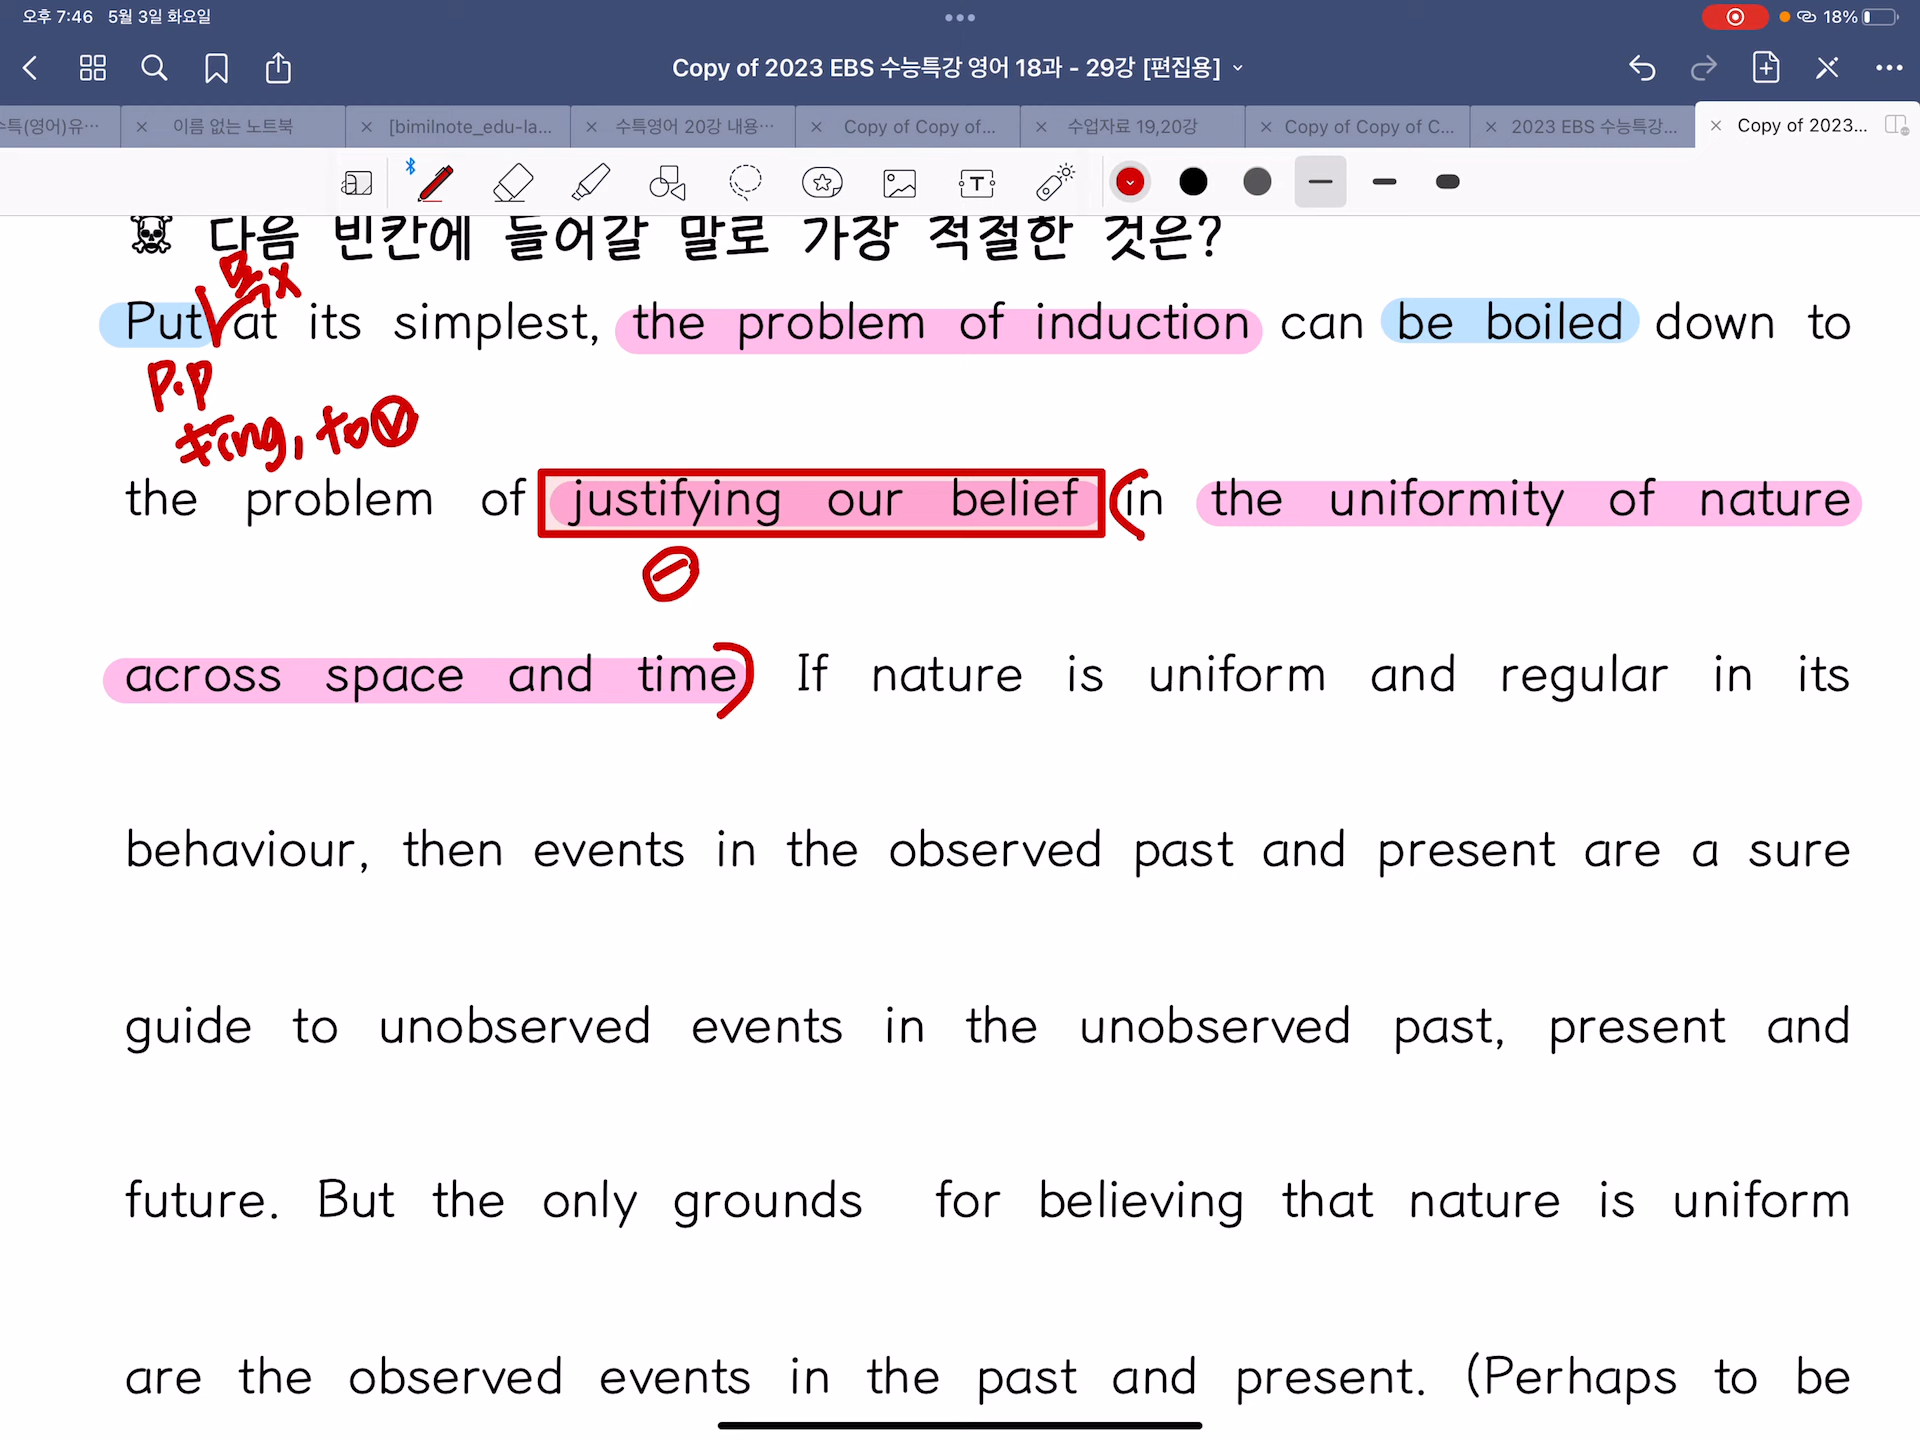 오후 7:46 5월 3일 화요일
18%
Copy of 2023 EBS 수능특강 영어 18과 - 29강 [편집용]
수특(영어)유… 이름 없는 노트북 [bimilnote_edu-la... 수특영어 20강 내용… Copy of Copy of... 수업자료 19,20강 Copy of Copy of C... 2023 EBS 수능특강... Copy of 2023...
다음 빈칸에 들어갈 말로 가장 적절한 것은?
목x
Put at its simplest, the problem of induction can be boiled down to
p.p
ing, to V
the problem of justifying our belief (in the uniformity of nature
across space and time) If nature is uniform and regular in its
behaviour, then events in the observed past and present are a sure
guide to unobserved events in the unobserved past, present and
future. But the only grounds for believing that nature is uniform
are the observed events in the past and present. (Perhaps to be